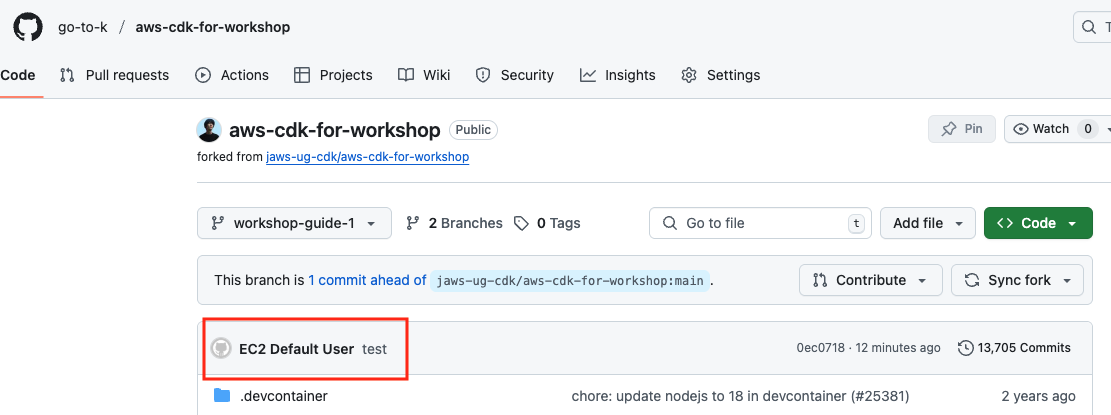 go-to-k / aws-cdk-for-workshop
Code Pull requests Actions Projects Wiki Security Insights Settings
aws-cdk-for-workshop Public Pin Watch 0
forked from jaws-ug-cdk/aws-cdk-for-workshop
workshop-guide-1 2 Branches 0 Tags Go to file t Add file Code
This branch is 1 commit ahead of jaws-ug-cdk/aws-cdk-for-workshop:main. Contribute Sync fork
EC2 Default User test 0ec0718 · 12 minutes ago 13,705 Commits
.devcontainer chore: update nodejs to 18 in devcontainer (#25381) 2 years ago